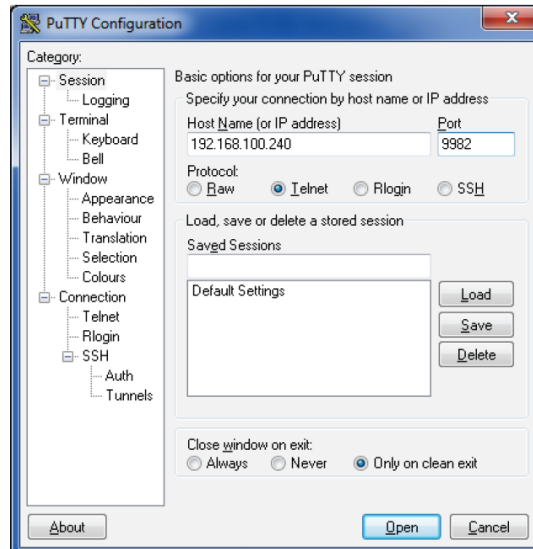 PuTTY Configuration
Category:
Session
Logging
Terminal
Keyboard
Bell
Window
Appearance
Behaviour
Translation
Selection
Colours
Connection
Telnet
Rlogin
SSH
Auth
Tunnels
Basic options for your PuTTY session
Specify your connection by host name or IP address
Host Name (or IP address) Port
192.168.100.240 9982
Protocol:
Raw Telnet Rlogin SSH
Load, save or delete a stored session
Saved Sessions
Default Settings
Load
Save
Delete
Close window on exit:
Always Never Only on clean exit
About Open Cancel